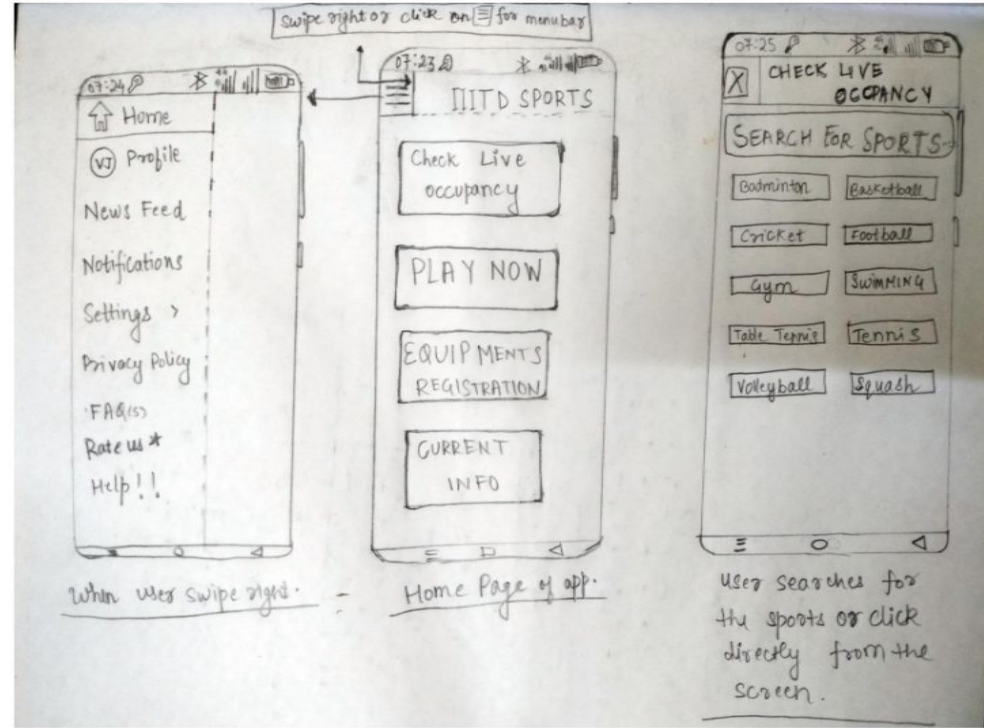 swipe right or click on for menubar
07:24
Home
VJ Profile
News Feed
Notifications
Settings >
Privacy Policy
FAQ(s)
Rate us *
Help!!
When user swipe right.
07:23
IIITD SPORTS
Check Live
occupancy
PLAY NOW
EQUIPMENTS
REGISTRATION
CURRENT
INFO
Home Page of app.
07:25
X
CHECK LIVE
OCCPANCY
SEARCH FOR SPORTS
Badminton
Basketball
Cricket
Football
Gym
SWIMMING
Table Tennis
Tennis
Volleyball
Squash
User searches for
the sports or click
directly from the
screen.